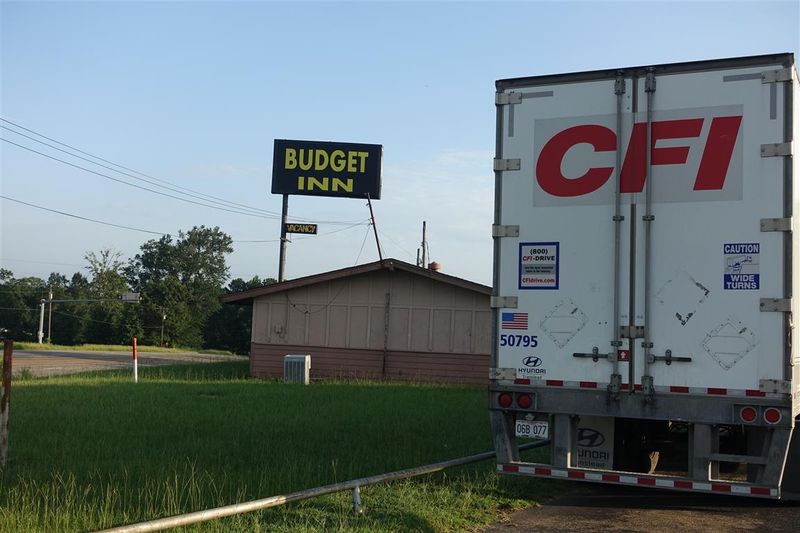 BUDGET
INN
VACANCY
CFI
(800)
CFI-DRIVE
CFIdrive.com
CAUTION
WIDE
TURNS
50795
HYUNDAI
06B 077
HYUNDAI